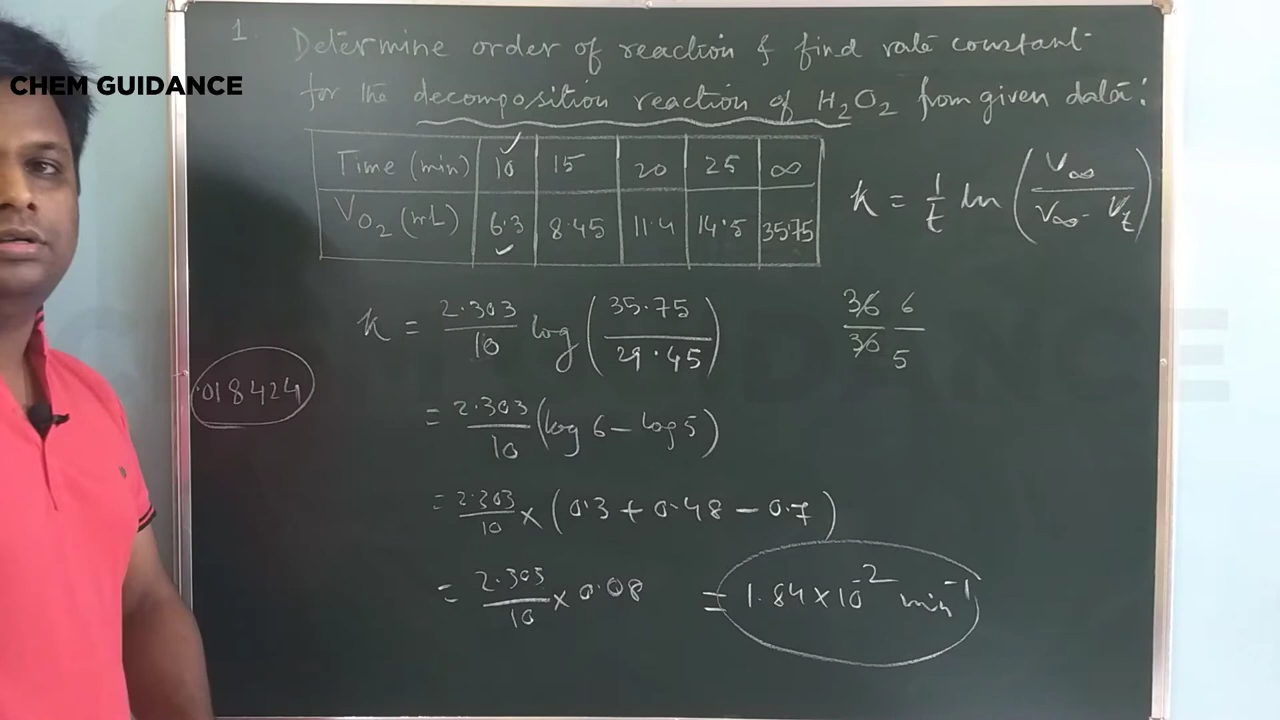 CHEM GUIDANCE
1. Determine order of reaction & find rate constant
for the decomposition reaction of H₂O₂ from given data:
Time (min) 10 15 20 25 ∞
V O₂ (mL) 6.3 8.45 11.4 14.5 35.75
k = 1/t ln (V∞ / V∞ - Vt)
k = 2.303/10 log (35.75 / 29.45)
36 6
36 5
.018424
= 2.303/10 (log 6 - log 5)
= 2.303/10 × (0.3 + 0.48 - 0.7)
= 2.303/10 × 0.08 = 1.84 × 10⁻² min⁻¹